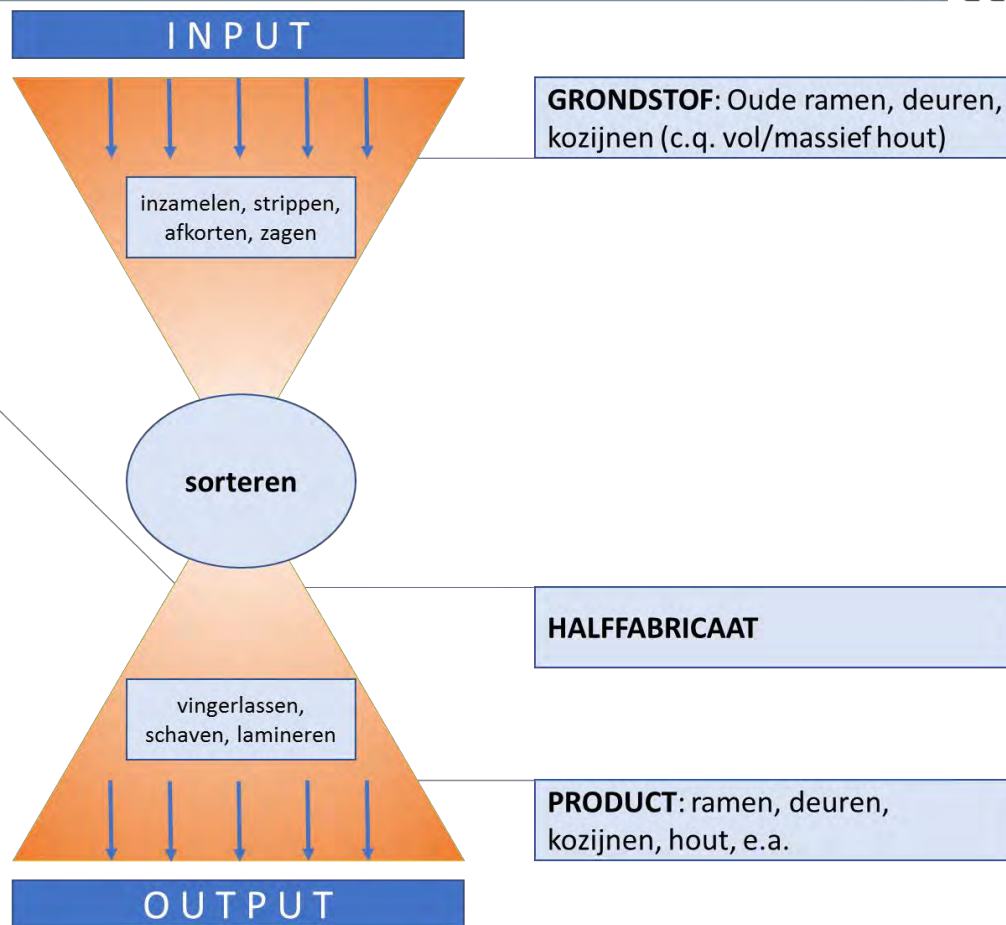 INPUT
GRONDSTOF: Oude ramen, deuren,
kozijnen (c.q. vol/massief hout)
inzamelen, strippen,
afkorten, zagen
sorteren
HALFFABRICAAT
vingerlassen,
schaven, lamineren
PRODUCT: ramen, deuren,
kozijnen, hout, e.a.
OUTPUT